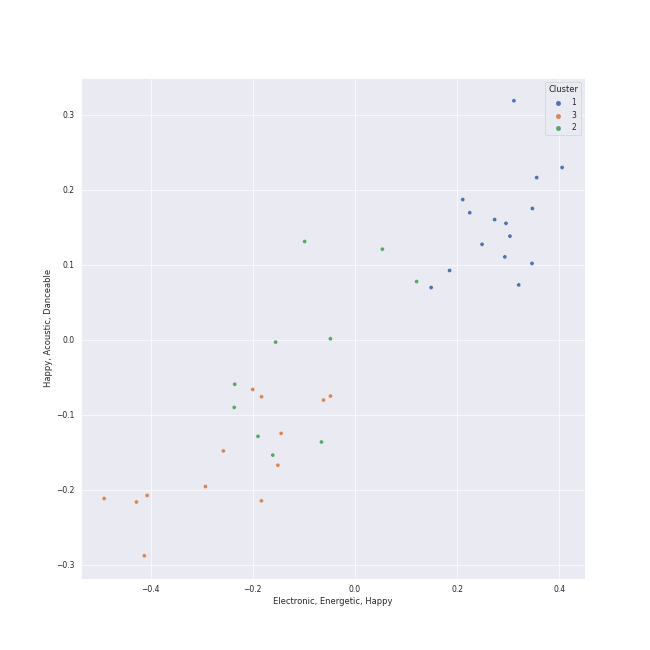 Cluster
1
3
2
0.3
0.2
0.1
0.0
−0.1
−0.2
−0.3
Happy, Acoustic, Danceable
−0.4 −0.2 0.0 0.2 0.4
Electronic, Energetic, Happy